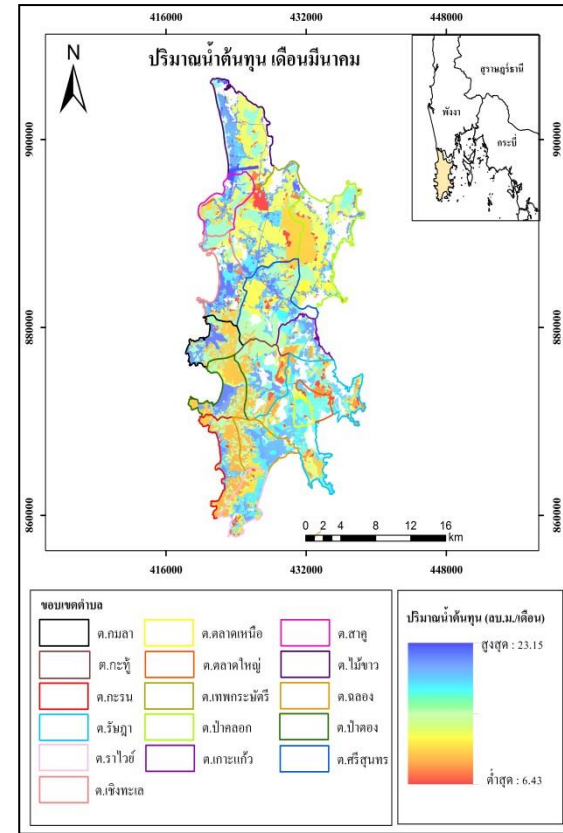 416000 432000 448000
ปริมาณน้ำต้นทุน เดือนมีนาคม
N
สุราษฎร์ธานี
พังงา
กระบี่
900000 900000
880000 880000
860000 860000
0 2 4 8 12 16
km
416000 432000 448000
ขอบเขตตำบล
ต.กมลา ต.ตลาดเหนือ ต.สาคู
ต.กะทู้ ต.ตลาดใหญ่ ต.ไม้ขาว
ต.กะรน ต.เทพกระษัตรี ต.ฉลอง
ต.รัษฎา ต.ป่าคลอก ต.ป่าตอง
ต.ราไวย์ ต.เกาะแก้ว ต.ศรีสุนทร
ต.เชิงทะเล
ปริมาณน้ำต้นทุน (ลบ.ม./เดือน)
สูงสุด : 23.15
ต่ำสุด : 6.43